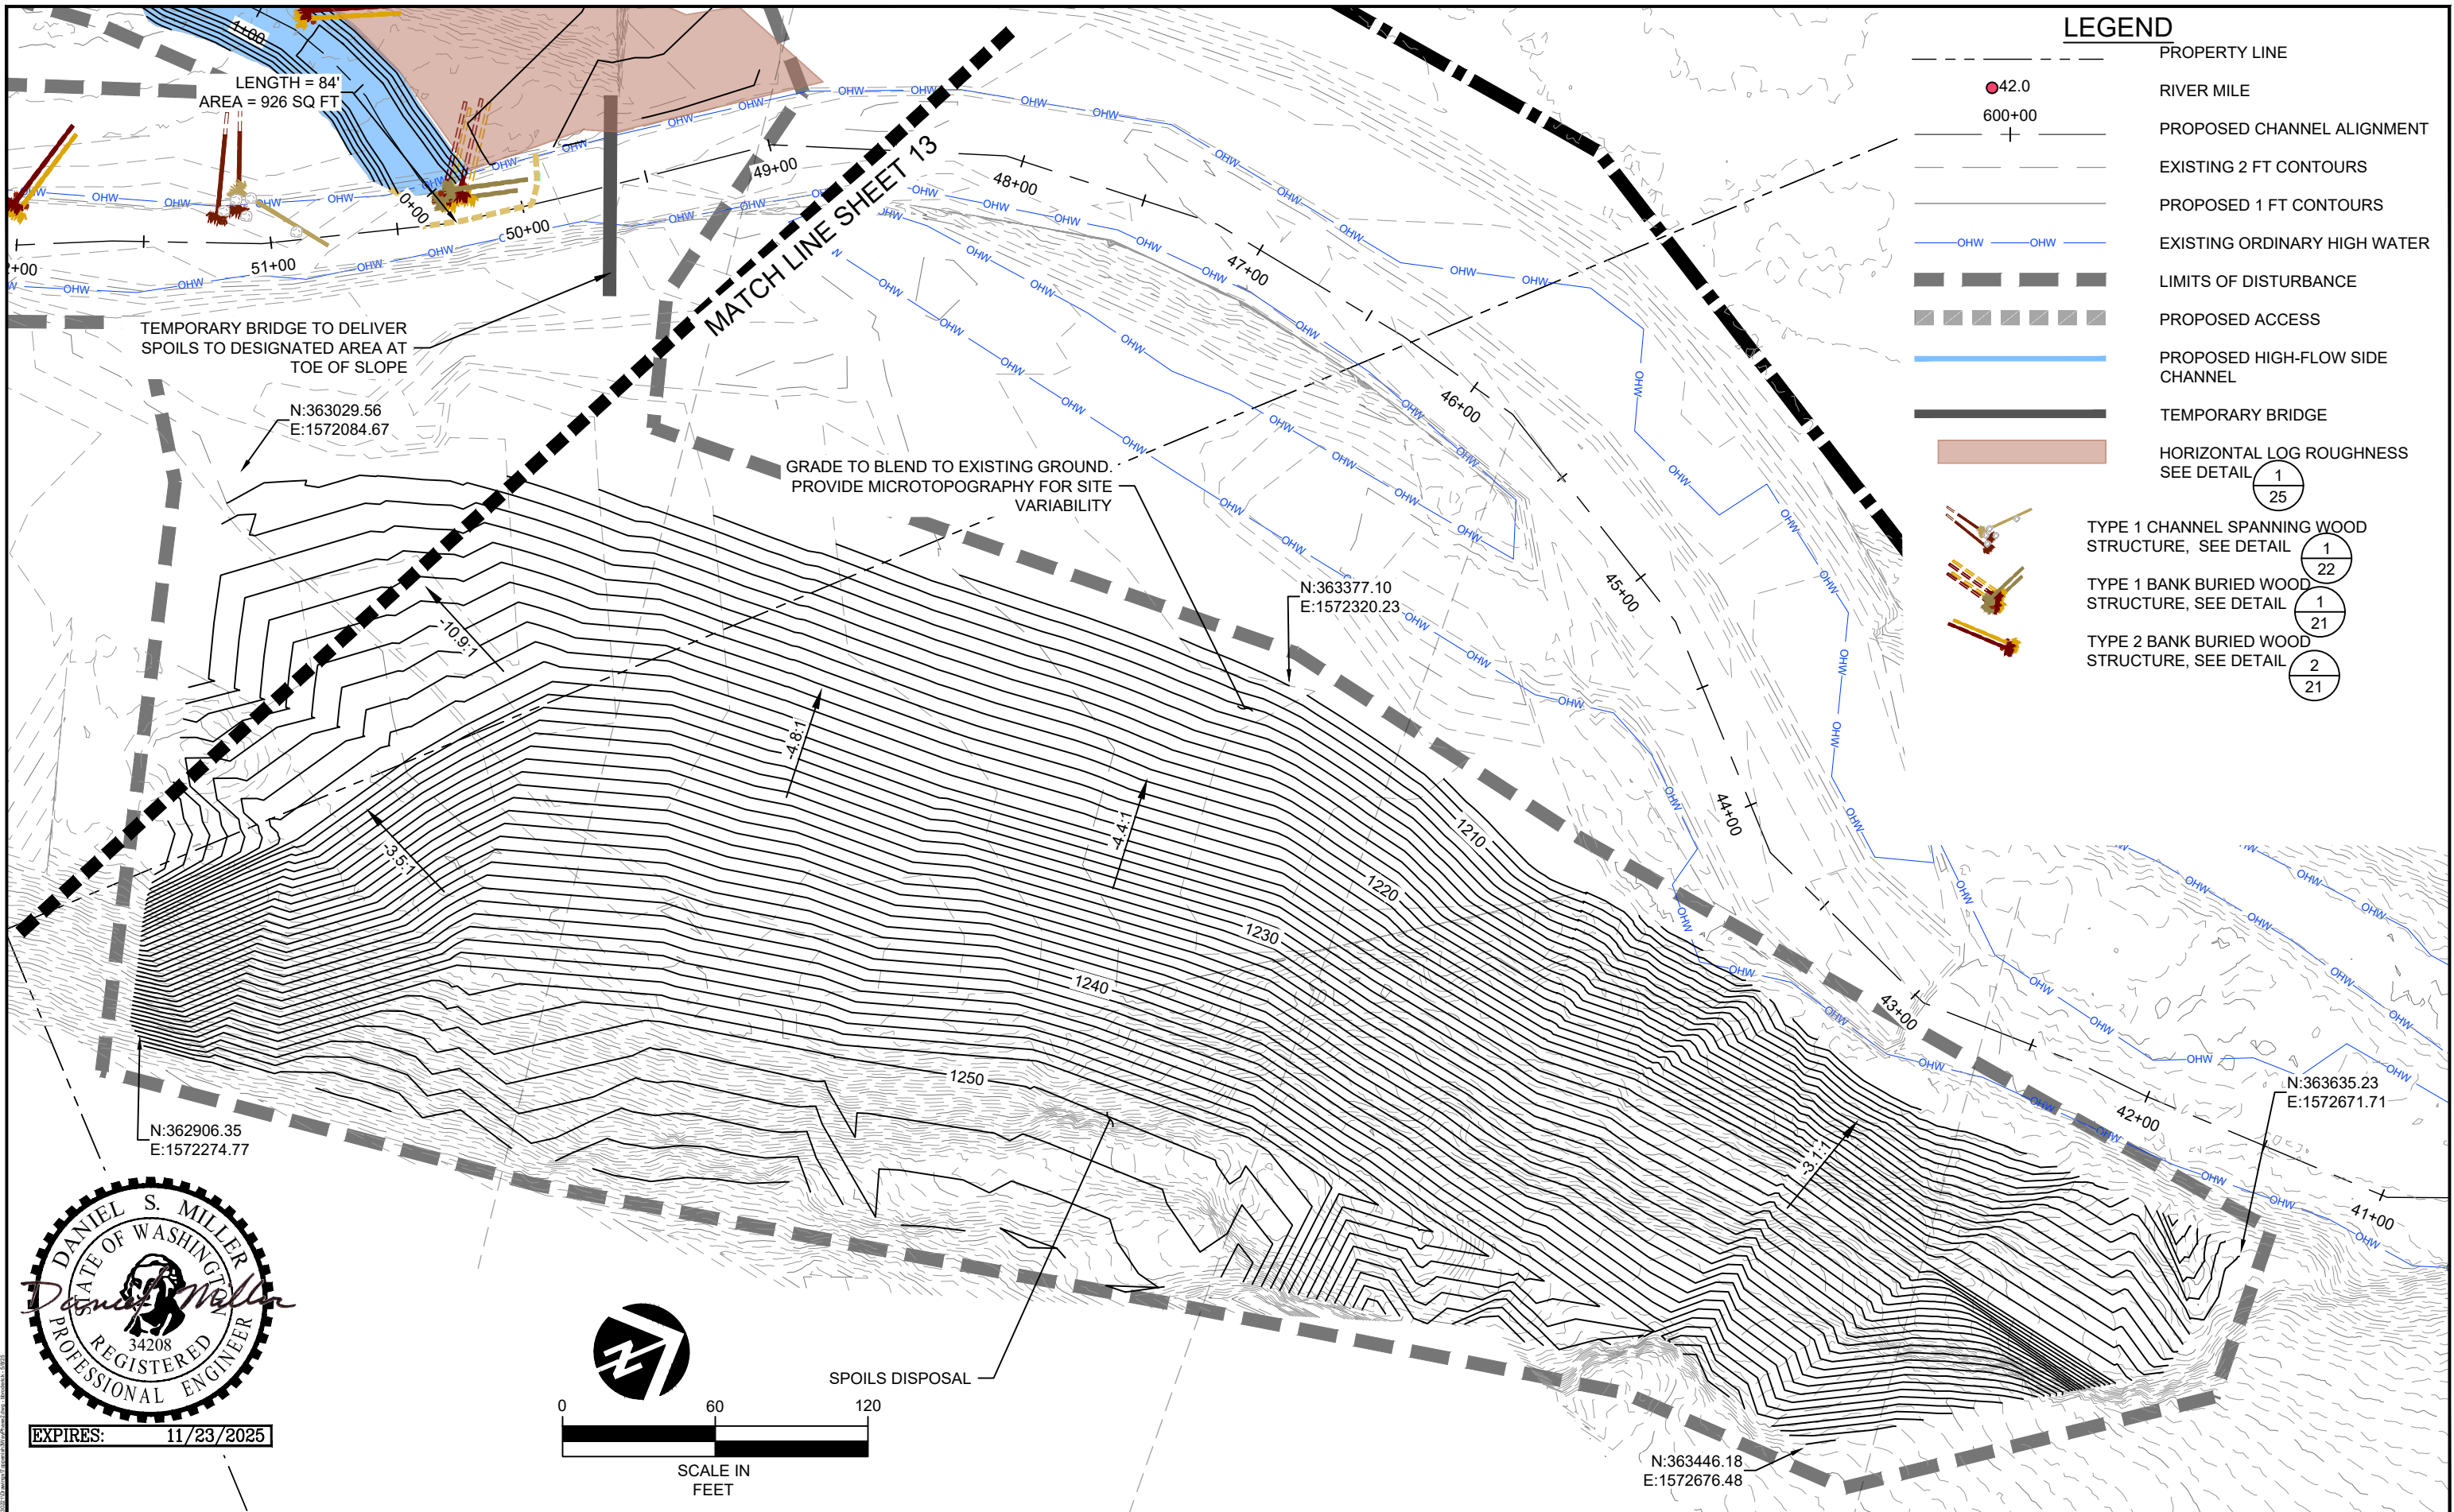 LEGEND
PROPERTY LINE
42.0
RIVER MILE
600+00
PROPOSED CHANNEL ALIGNMENT
EXISTING 2 FT CONTOURS
PROPOSED 1 FT CONTOURS
OHW OHW
EXISTING ORDINARY HIGH WATER
LIMITS OF DISTURBANCE
PROPOSED ACCESS
PROPOSED HIGH-FLOW SIDE
CHANNEL
TEMPORARY BRIDGE
HORIZONTAL LOG ROUGHNESS
SEE DETAIL
1
25
TYPE 1 CHANNEL SPANNING WOOD
STRUCTURE, SEE DETAIL
1
22
TYPE 1 BANK BURIED WOOD
STRUCTURE, SEE DETAIL
1
21
TYPE 2 BANK BURIED WOOD
STRUCTURE, SEE DETAIL
2
21
1+00
LENGTH = 84'
AREA = 926 SQ FT
0+00
51+00
50+00
49+00
48+00
47+00
46+00
45+00
44+00
43+00
42+00
41+00
MATCH LINE SHEET 13
TEMPORARY BRIDGE TO DELIVER
SPOILS TO DESIGNATED AREA AT
TOE OF SLOPE
N:363029.56
E:1572084.67
GRADE TO BLEND TO EXISTING GROUND.
PROVIDE MICROTOPOGRAPHY FOR SITE
VARIABILITY
N:363377.10
E:1572320.23
-10.9:1
-4.8:1
-4.4:1
-3.5:1
-3.1:1
1210
1220
1230
1240
1250
N:362906.35
E:1572274.77
N:363635.23
E:1572671.71
N:363446.18
E:1572676.48
SPOILS DISPOSAL
DANIEL S. MILLER
STATE OF WASHINGTON
Daniel Miller
34208
REGISTERED
PROFESSIONAL ENGINEER
EXPIRES: 11/23/2025
N
0 60 120
SCALE IN
FEET